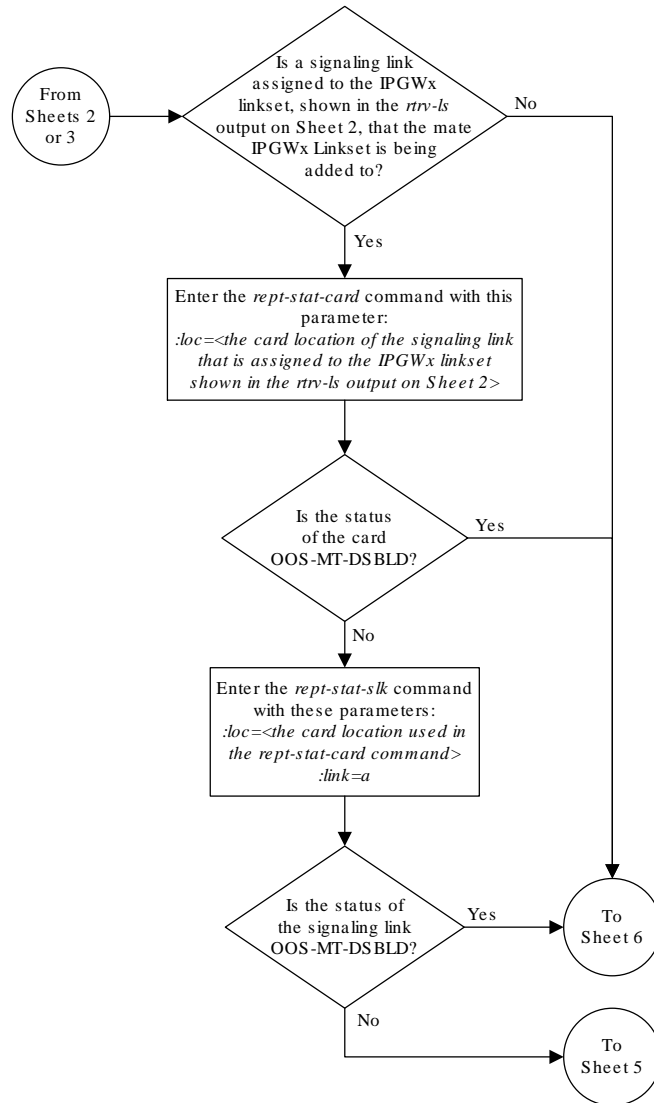 From
Sheets 2
or 3
Is a signaling link
assigned to the IPGWx
linkset, shown in the rtrv-ls
output on Sheet 2, that the mate
IPGWx Linkset is being
added to?
No
Yes
Enter the rept-stat-card command with this
parameter:
:loc=<the card location of the signaling link
that is assigned to the IPGWx linkset
shown in the rtrv-ls output on Sheet 2>
Is the status
of the card
OOS-MT-DSBLD?
Yes
No
Enter the rept-stat-slk command
with these parameters:
:loc=<the card location used in
the rept-stat-card command>
:link=a
Is the status of
the signaling link
OOS-MT-DSBLD?
Yes
To
Sheet 6
No
To
Sheet 5